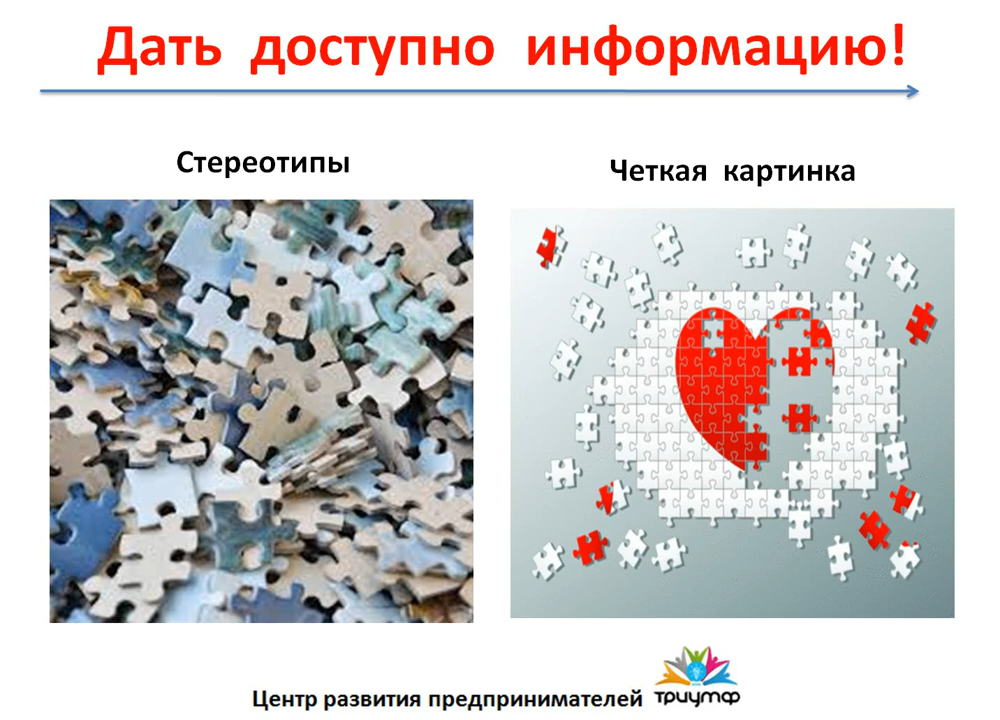 Дать доступно информацию!
Стереотипы
Четкая картинка
Центр развития предпринимателей
триумф